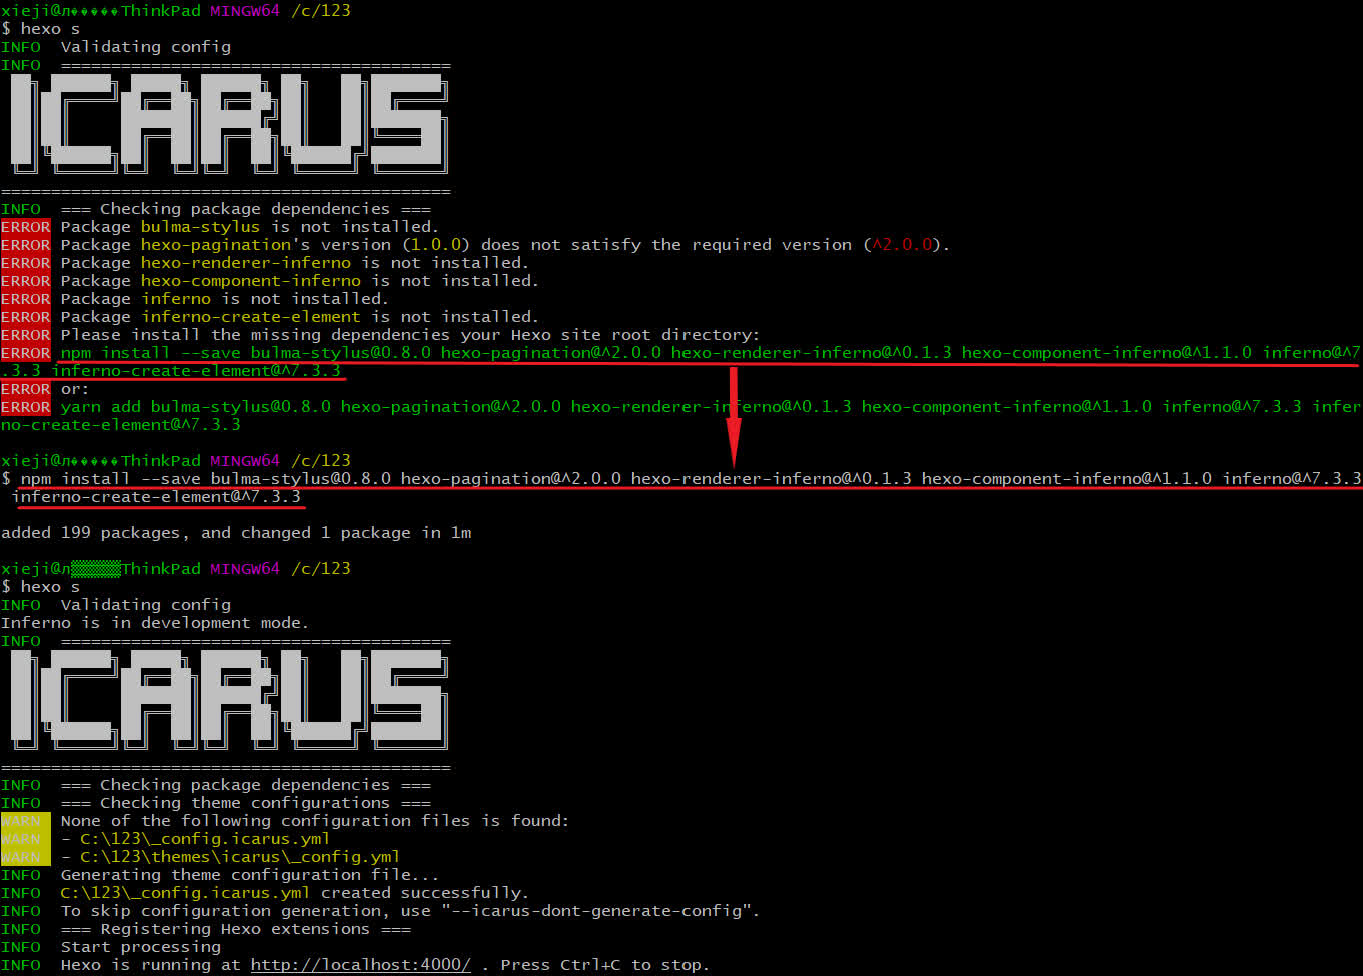 xieji@л�����ThinkPad MINGW64 /c/123
$ hexo s
INFO  Validating config
INFO  =======================================
ICARUS
=============================================
INFO  === Checking package dependencies ===
ERROR Package bulma-stylus is not installed.
ERROR Package hexo-pagination's version (1.0.0) does not satisfy the required version (^2.0.0).
ERROR Package hexo-renderer-inferno is not installed.
ERROR Package hexo-component-inferno is not installed.
ERROR Package inferno is not installed.
ERROR Package inferno-create-element is not installed.
ERROR Please install the missing dependencies your Hexo site root directory:
ERROR npm install --save bulma-stylus@0.8.0 hexo-pagination@^2.0.0 hexo-renderer-inferno@^0.1.3 hexo-component-inferno@^1.1.0 inferno@^7
.3.3 inferno-create-element@^7.3.3
ERROR or:
ERROR yarn add bulma-stylus@0.8.0 hexo-pagination@^2.0.0 hexo-renderer-inferno@^0.1.3 hexo-component-inferno@^1.1.0 inferno@^7.3.3 infer
no-create-element@^7.3.3
xieji@л�����ThinkPad MINGW64 /c/123
$ npm install --save bulma-stylus@0.8.0 hexo-pagination@^2.0.0 hexo-renderer-inferno@^0.1.3 hexo-component-inferno@^1.1.0 inferno@^7.3.3
inferno-create-element@^7.3.3
added 199 packages, and changed 1 package in 1m
xieji@л▒▒▒▒▒ThinkPad MINGW64 /c/123
$ hexo s
INFO  Validating config
Inferno is in development mode.
INFO  =======================================
ICARUS
=============================================
INFO  === Checking package dependencies ===
INFO  === Checking theme configurations ===
WARN  None of the following configuration files is found:
WARN  - C:\123\_config.icarus.yml
WARN  - C:\123\themes\icarus\_config.yml
INFO  Generating theme configuration file...
INFO  C:\123\_config.icarus.yml created successfully.
INFO  To skip configuration generation, use "--icarus-dont-generate-config".
INFO  === Registering Hexo extensions ===
INFO  Start processing
INFO  Hexo is running at http://localhost:4000/ . Press Ctrl+C to stop.